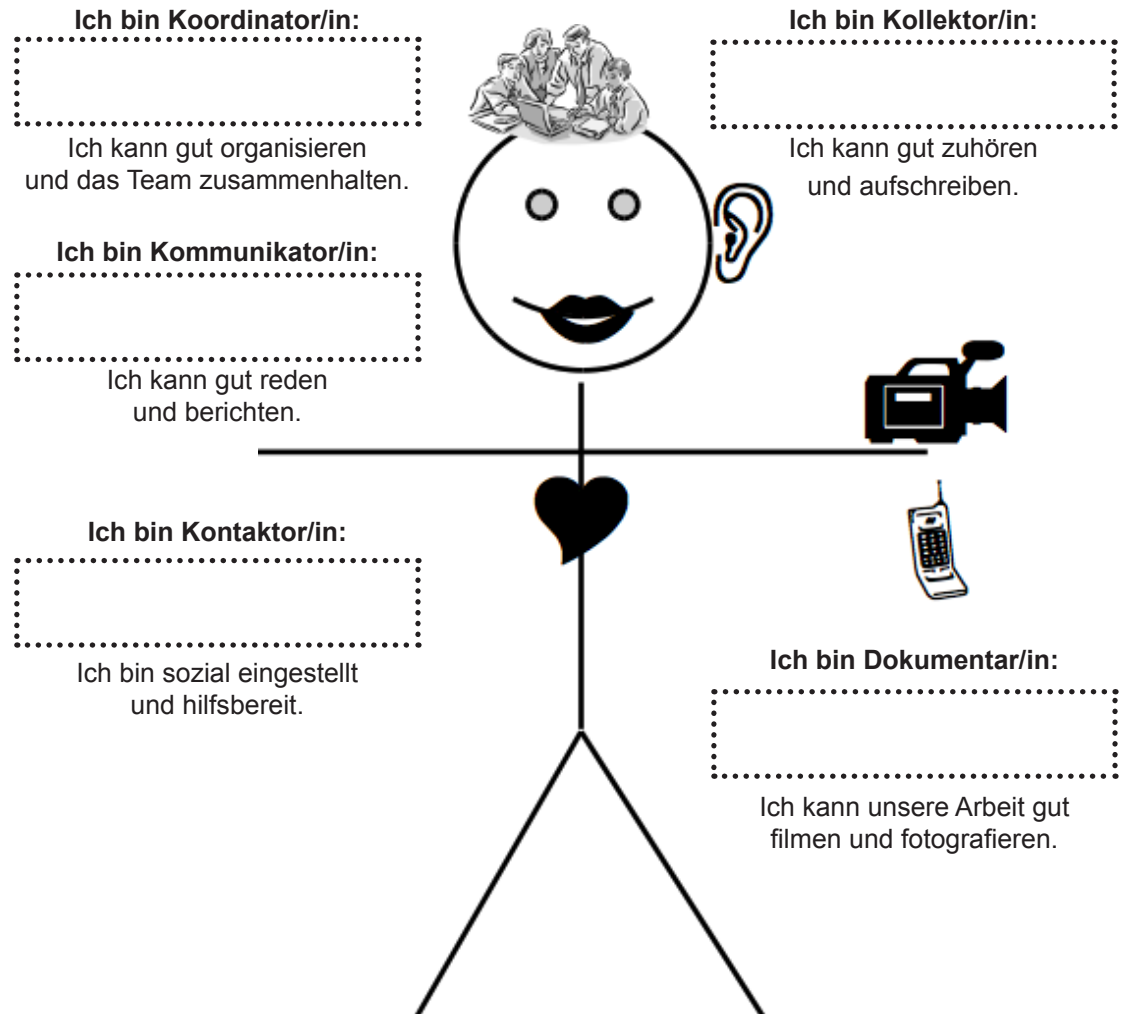 Ich bin Koordinator/in:
Ich kann gut organisieren
und das Team zusammenhalten.
Ich bin Kollektor/in:
Ich kann gut zuhören
und aufschreiben.
Ich bin Kommunikator/in:
Ich kann gut reden
und berichten.
Ich bin Kontaktor/in:
Ich bin sozial eingestellt
und hilfsbereit.
Ich bin Dokumentar/in:
Ich kann unsere Arbeit gut
filmen und fotografieren.